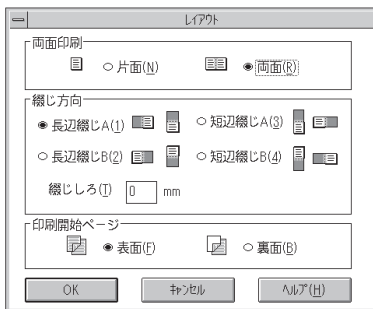 レイアウト
両面印刷
片面(N) 両面(R)
綴じ方向
長辺綴じA(1) 短辺綴じA(3)
長辺綴じB(2) 短辺綴じB(4)
綴じしろ(T) 0 mm
印刷開始ページ
表面(F) 裏面(B)
OK キャンセル ヘルプ(H)